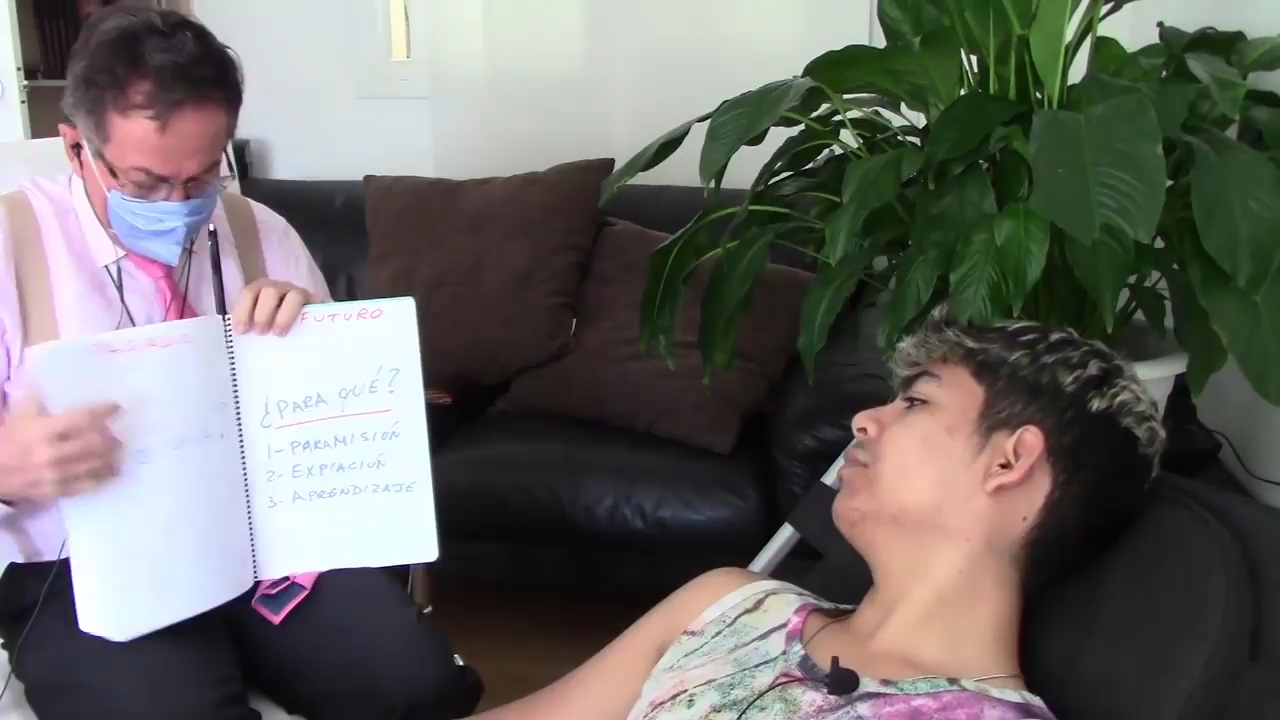 FUTURO
¿PARA QUÉ?
1- PARAMISIÓN
2- EXPIACIÓN
3- APRENDIZAJE